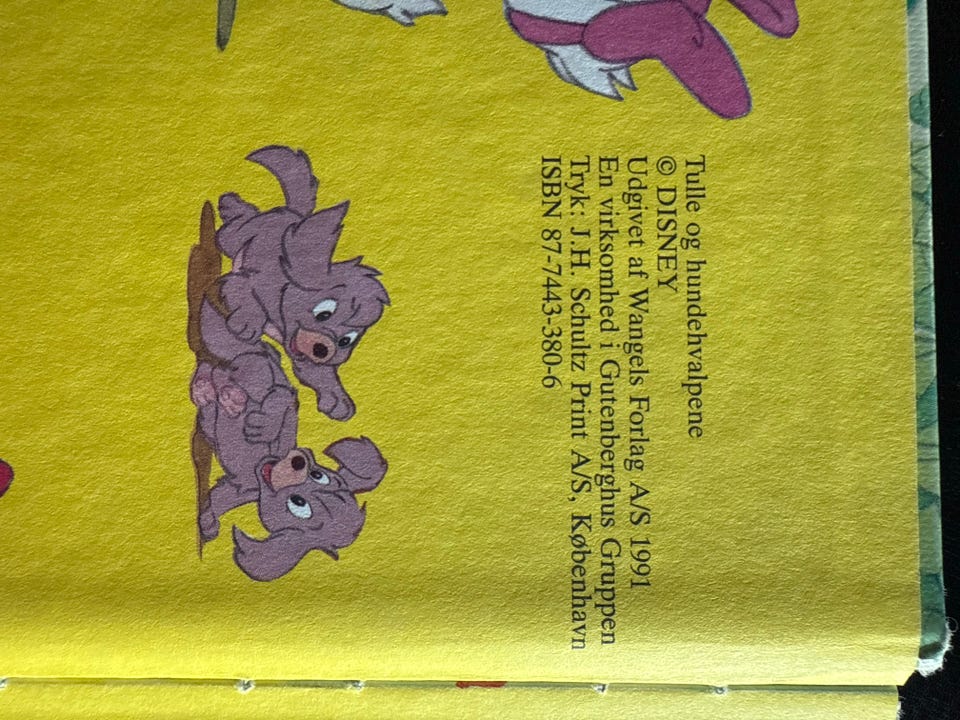 Tulle og hundehvalpene
© DISNEY
Udgivet af Wangels Forlag A/S 1991
En virksomhed i Gutenberghus Gruppen
Tryk: J.H. Schultz Print A/S, København
ISBN 87-7443-380-6